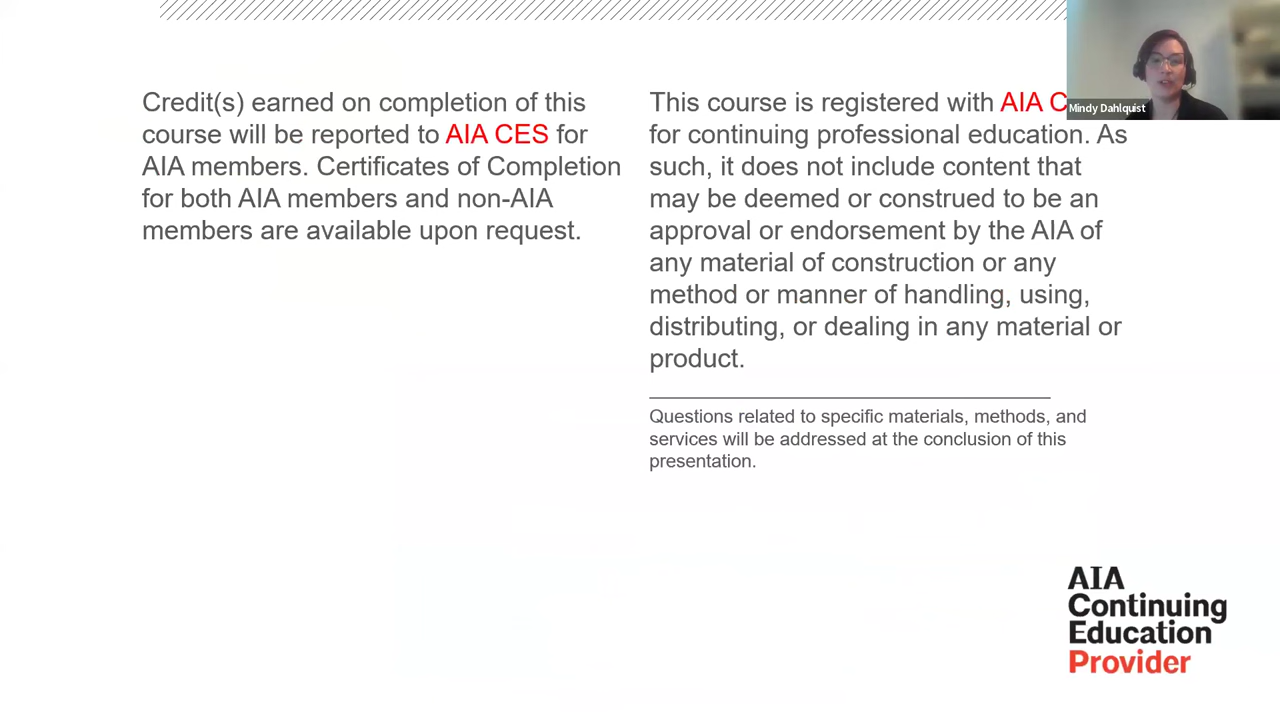 Credit(s) earned on completion of this
course will be reported to AIA CES for
AIA members. Certificates of Completion
for both AIA members and non-AIA
members are available upon request.
This course is registered with AIA C
for continuing professional education. As
such, it does not include content that
may be deemed or construed to be an
approval or endorsement by the AIA of
any material of construction or any
method or manner of handling, using,
distributing, or dealing in any material or
product.
Questions related to specific materials, methods, and
services will be addressed at the conclusion of this
presentation.
Mindy Dahlquist
AIA
Continuing
Education
Provider